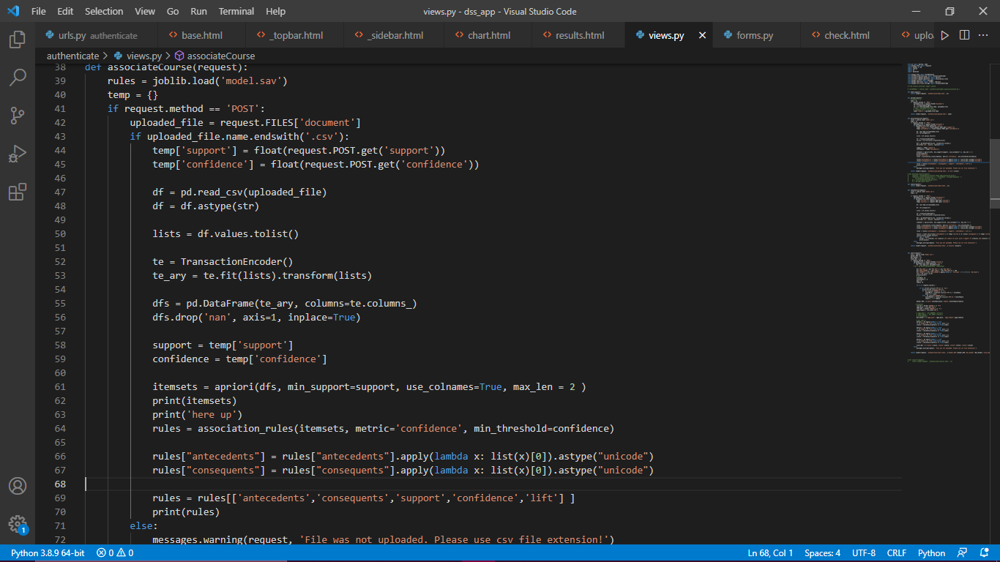 File Edit Selection View Go Run Terminal Help views.py - dss_app - Visual Studio Code
urls.py authenticate <> base.html <> _topbar.html <> _sidebar.html <> chart.html <> results.html views.py × forms.py <> check.html <> uplo
authenticate > views.py > associateCourse
38 def associateCourse(request):
39     rules = joblib.load('model.sav')
40     temp = {}
41     if request.method == 'POST':
42         uploaded_file = request.FILES['document']
43         if uploaded_file.name.endswith('.csv'):
44             temp['support'] = float(request.POST.get('support'))
45             temp['confidence'] = float(request.POST.get('confidence'))
46
47             df = pd.read_csv(uploaded_file)
48             df = df.astype(str)
49
50             lists = df.values.tolist()
51
52             te = TransactionEncoder()
53             te_ary = te.fit(lists).transform(lists)
54
55             dfs = pd.DataFrame(te_ary, columns=te.columns_)
56             dfs.drop('nan', axis=1, inplace=True)
57
58             support = temp['support']
59             confidence = temp['confidence']
60
61             itemsets = apriori(dfs, min_support=support, use_colnames=True, max_len = 2 )
62             print(itemsets)
63             print('here up')
64             rules = association_rules(itemsets, metric='confidence', min_threshold=confidence)
65
66             rules["antecedents"] = rules["antecedents"].apply(lambda x: list(x)[0]).astype("unicode")
67             rules["consequents"] = rules["consequents"].apply(lambda x: list(x)[0]).astype("unicode")
68
69             rules = rules[['antecedents','consequents','support','confidence','lift'] ]
70             print(rules)
71         else:
72             messages.warning(request, 'File was not uploaded. Please use csv file extension!')
1
Python 3.8.9 64-bit 0 0 Ln 68, Col 1 Spaces: 4 UTF-8 CRLF Python